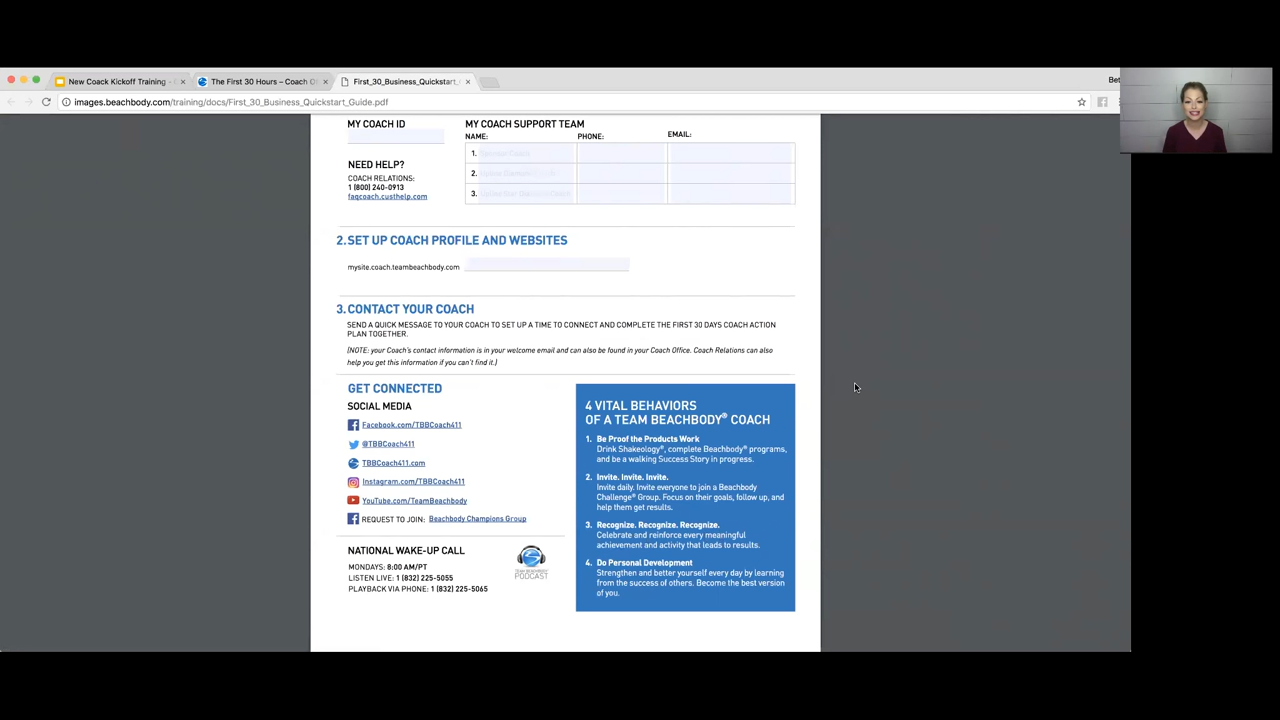 New Coack Kickoff Training -
The First 30 Hours – Coach O
First_30_Business_Quickstart_
Bet
images.beachbody.com/training/docs/First_30_Business_Quickstart_Guide.pdf
MY COACH ID
MY COACH SUPPORT TEAM
NAME:
PHONE:
EMAIL:
1.
2.
3.
NEED HELP?
COACH RELATIONS:
1 (800) 240-0913
faqcoach.custhelp.com
2. SET UP COACH PROFILE AND WEBSITES
mysite.coach.teambeachbody.com
3. CONTACT YOUR COACH
SEND A QUICK MESSAGE TO YOUR COACH TO SET UP A TIME TO CONNECT AND COMPLETE THE FIRST 30 DAYS COACH ACTION
PLAN TOGETHER.
(NOTE: your Coach's contact information is in your welcome email and can also be found in your Coach Office. Coach Relations can also
help you get this information if you can't find it.)
GET CONNECTED
SOCIAL MEDIA
Facebook.com/TBBCoach411
@TBBCoach411
TBBCoach411.com
Instagram.com/TBBCoach411
YouTube.com/TeamBeachbody
REQUEST TO JOIN: Beachbody Champions Group
NATIONAL WAKE-UP CALL
MONDAYS: 8:00 AM/PT
LISTEN LIVE: 1 (832) 225-5055
PLAYBACK VIA PHONE: 1 (832) 225-5065
TEAM BEACHBODY
PODCAST
4 VITAL BEHAVIORS
OF A TEAM BEACHBODY® COACH
1. Be Proof the Products Work
Drink Shakeology®, complete Beachbody® programs,
and be a walking Success Story in progress.
2. Invite. Invite. Invite.
Invite daily. Invite everyone to join a Beachbody
Challenge® Group. Focus on their goals, follow up, and
help them get results.
3. Recognize. Recognize. Recognize.
Celebrate and reinforce every meaningful
achievement and activity that leads to results.
4. Do Personal Development
Strengthen and better yourself every day by learning
from the success of others. Become the best version
of you.